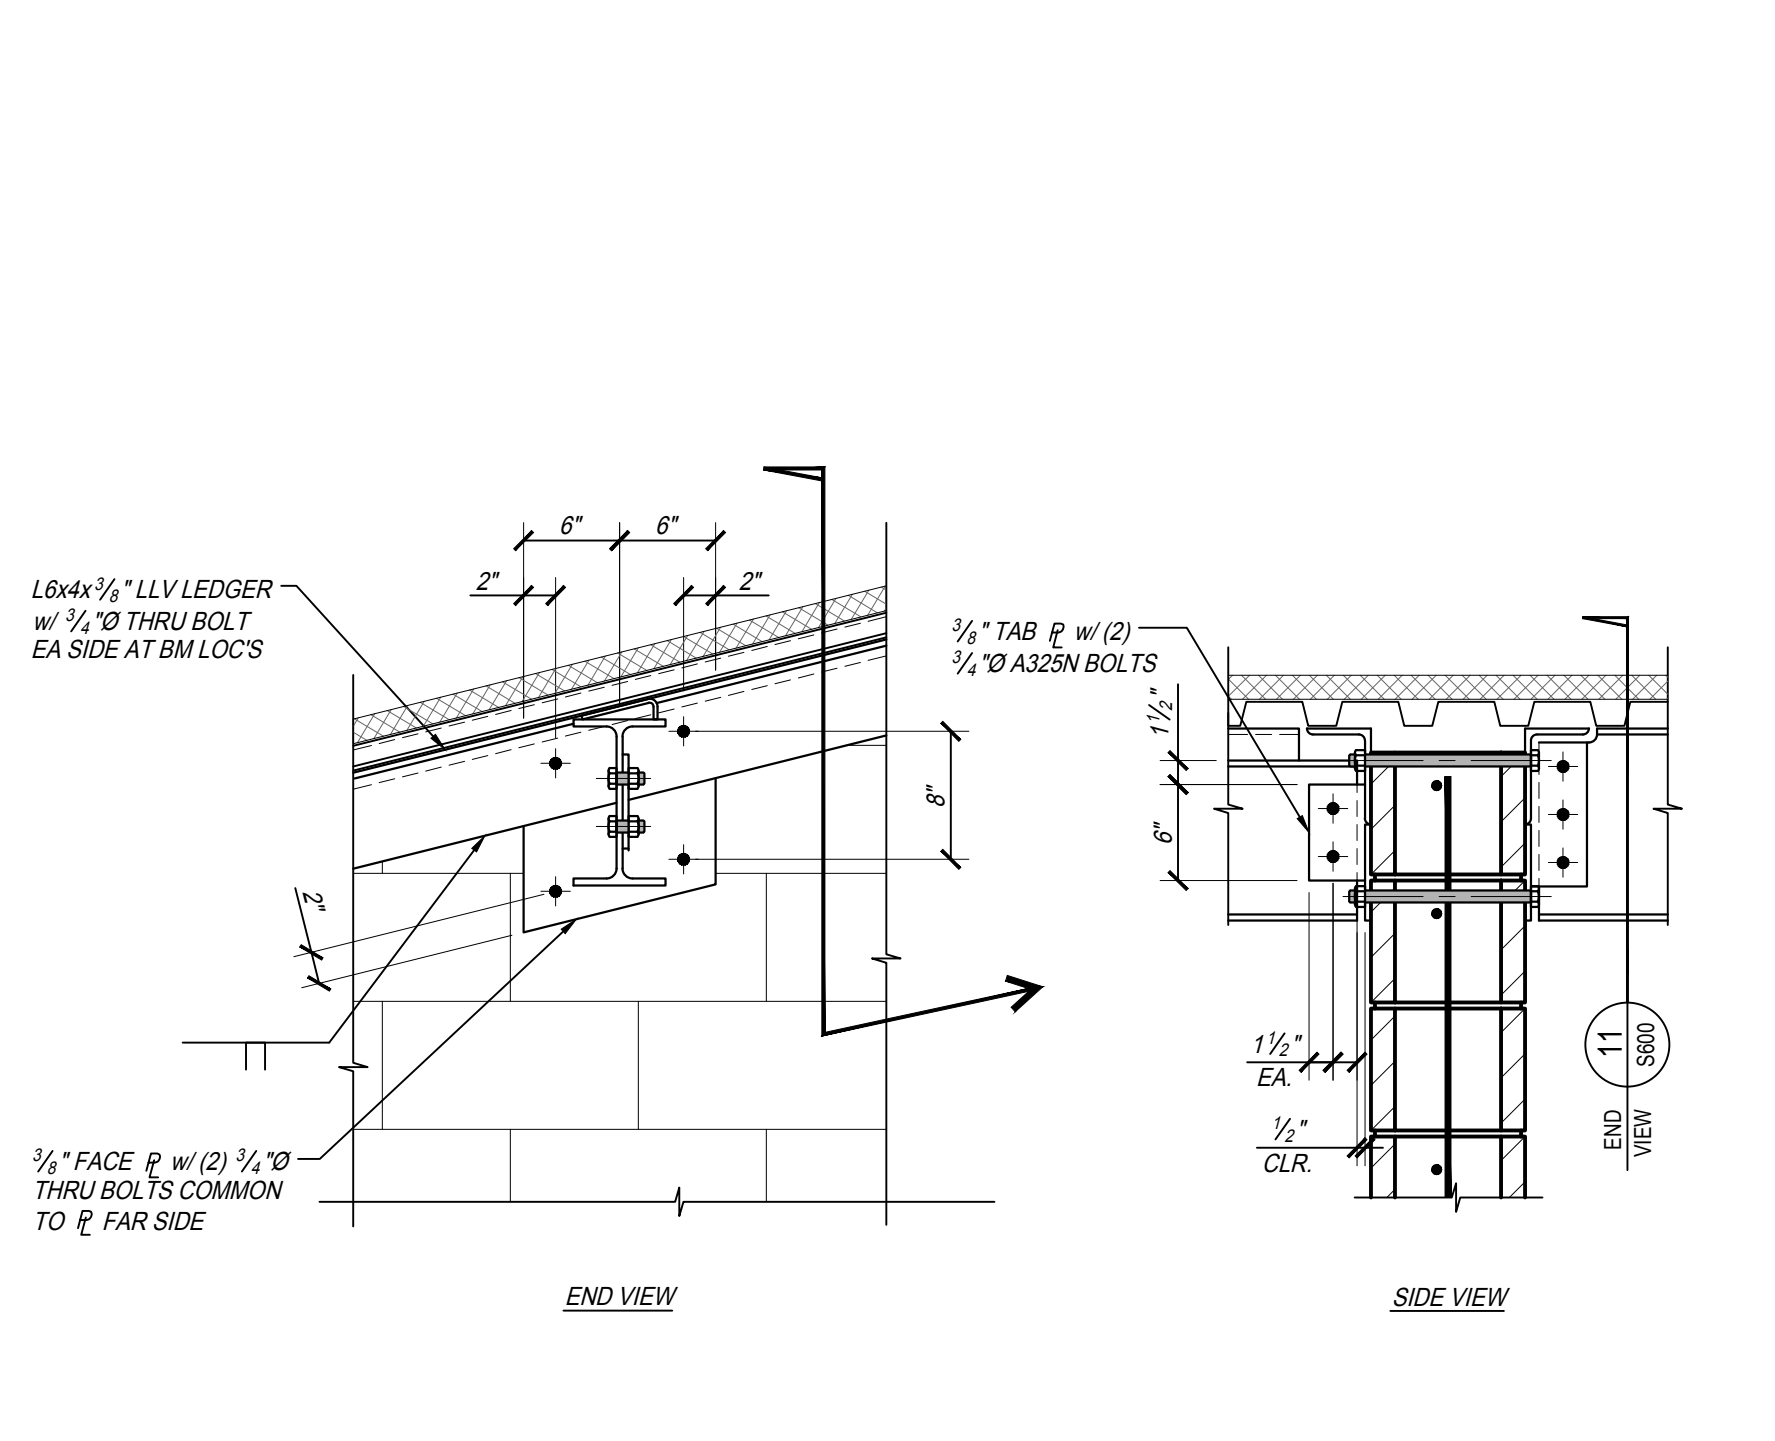 6" 6"
2" 2"
L6x4x 3/8" LLV LEDGER
w/ 3/4"Ø THRU BOLT
EA SIDE AT BM LOC'S
8"
2"
3/8" FACE ℙL w/ (2) 3/4"Ø
THRU BOLTS COMMON
TO ℙL FAR SIDE
END VIEW
3/8" TAB ℙL w/ (2)
3/4"Ø A325N BOLTS
1 1/2"
6"
1 1/2"
EA.
1/2"
CLR.
11
S600
END
VIEW
SIDE VIEW